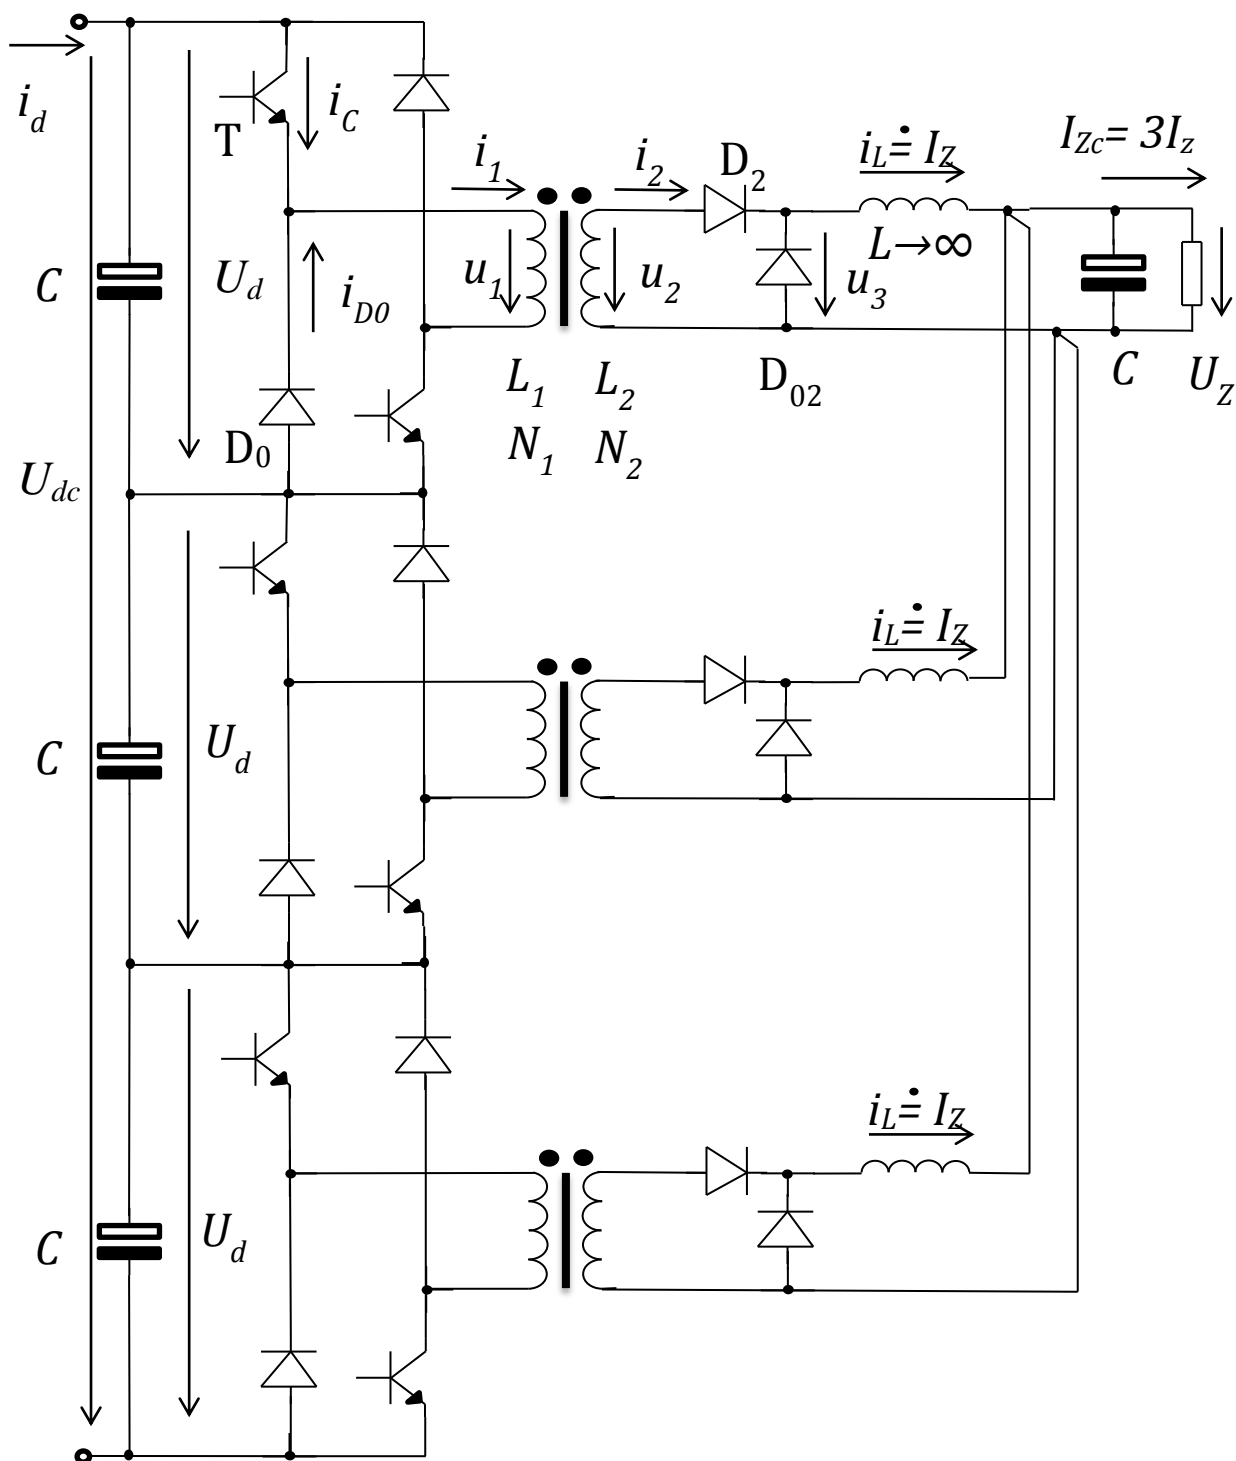 i_d
T
i_C
i_1
i_2
D_2
i_L ≐ I_Z
I_Zc = 3I_z
C
U_d
i_D0
u_1
u_2
L→∞
u_3
L_1
L_2
D_02
C
U_Z
D_0
N_1
N_2
U_dc
i_L ≐ I_Z
C
U_d
i_L ≐ I_Z
C
U_d